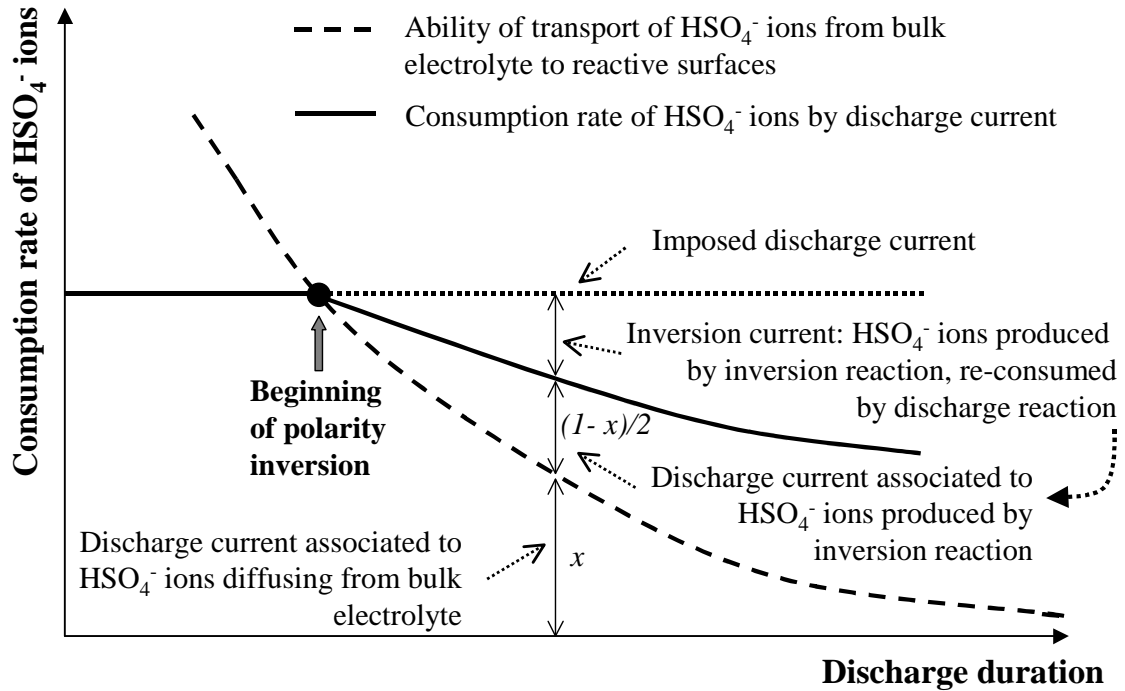 Consumption rate of HSO₄⁻ ions
Ability of transport of HSO₄⁻ ions from bulk
electrolyte to reactive surfaces
Consumption rate of HSO₄⁻ ions by discharge current
Imposed discharge current
Inversion current: HSO₄⁻ ions produced
by inversion reaction, re-consumed
by discharge reaction
Beginning
of polarity
inversion
(1- x)/2
Discharge current associated to
HSO₄⁻ ions produced by
inversion reaction
Discharge current associated to
HSO₄⁻ ions diffusing from bulk
electrolyte
x
Discharge duration